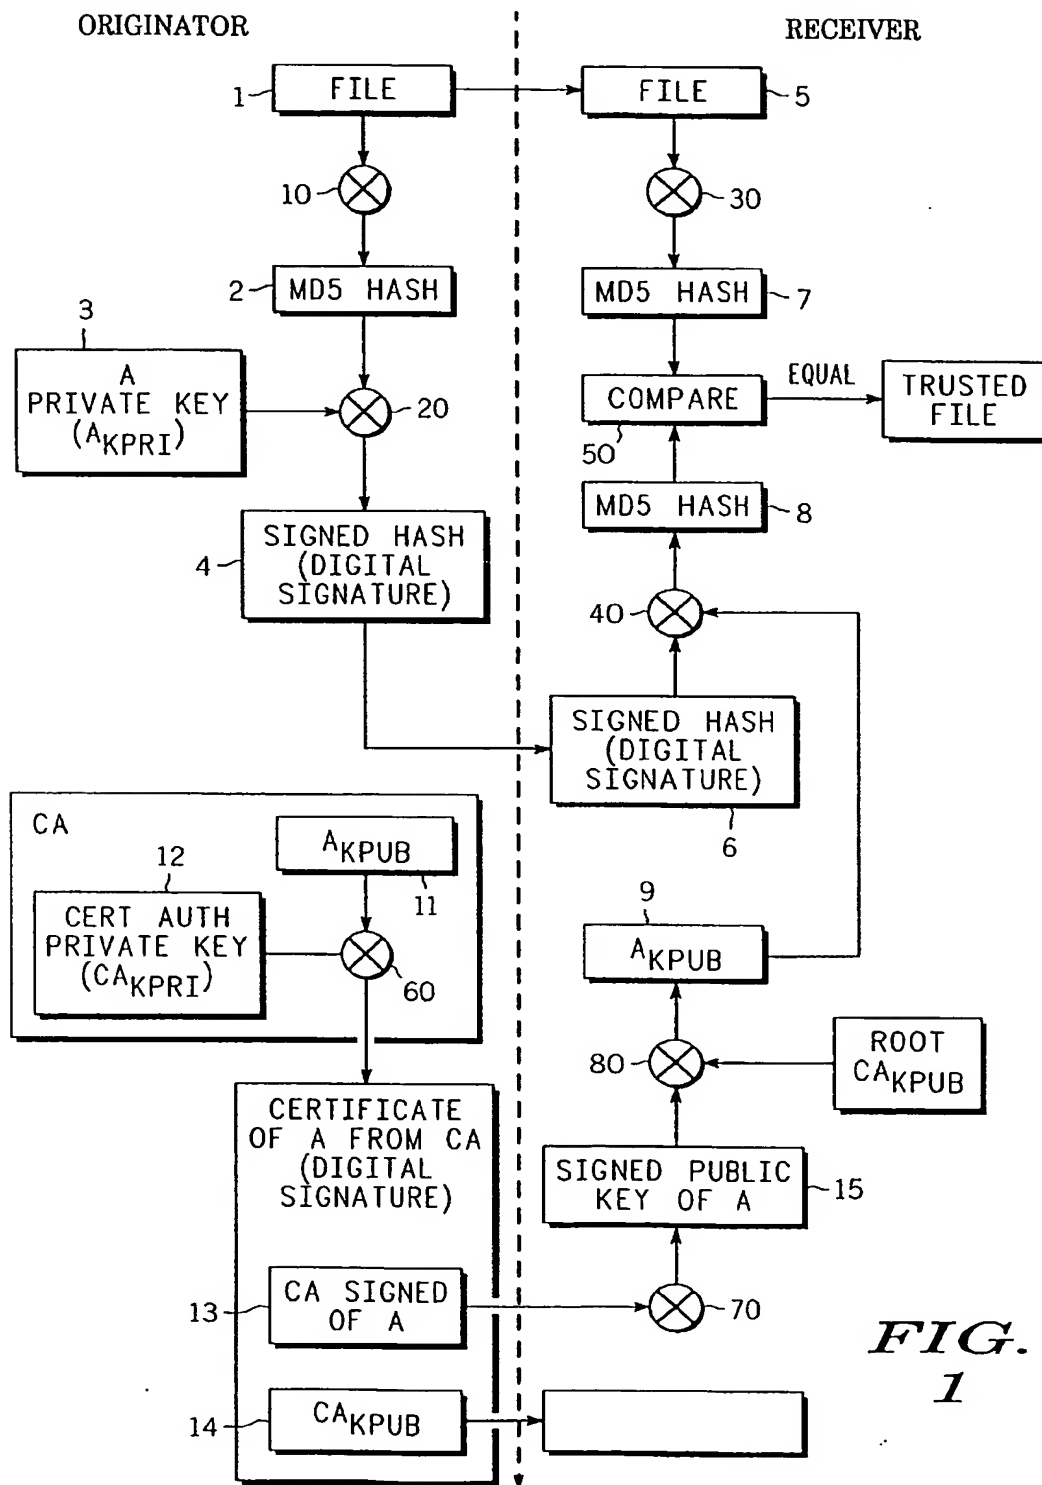 ORIGINATOR
RECEIVER
1
FILE
FILE
5
10
30
2
MD5 HASH
MD5 HASH
7
3
A
PRIVATE KEY
(AKPRI)
20
COMPARE
50
EQUAL
TRUSTED
FILE
MD5 HASH
8
4
SIGNED HASH
(DIGITAL
SIGNATURE)
40
SIGNED HASH
(DIGITAL
SIGNATURE)
6
CA
AKPUB
11
12
CERT AUTH
PRIVATE KEY
(CAKPRI)
60
9
AKPUB
80
ROOT
CAKPUB
CERTIFICATE
OF A FROM CA
(DIGITAL
SIGNATURE)
SIGNED PUBLIC
KEY OF A
15
13
CA SIGNED
OF A
70
14
CAKPUB
FIG.
1